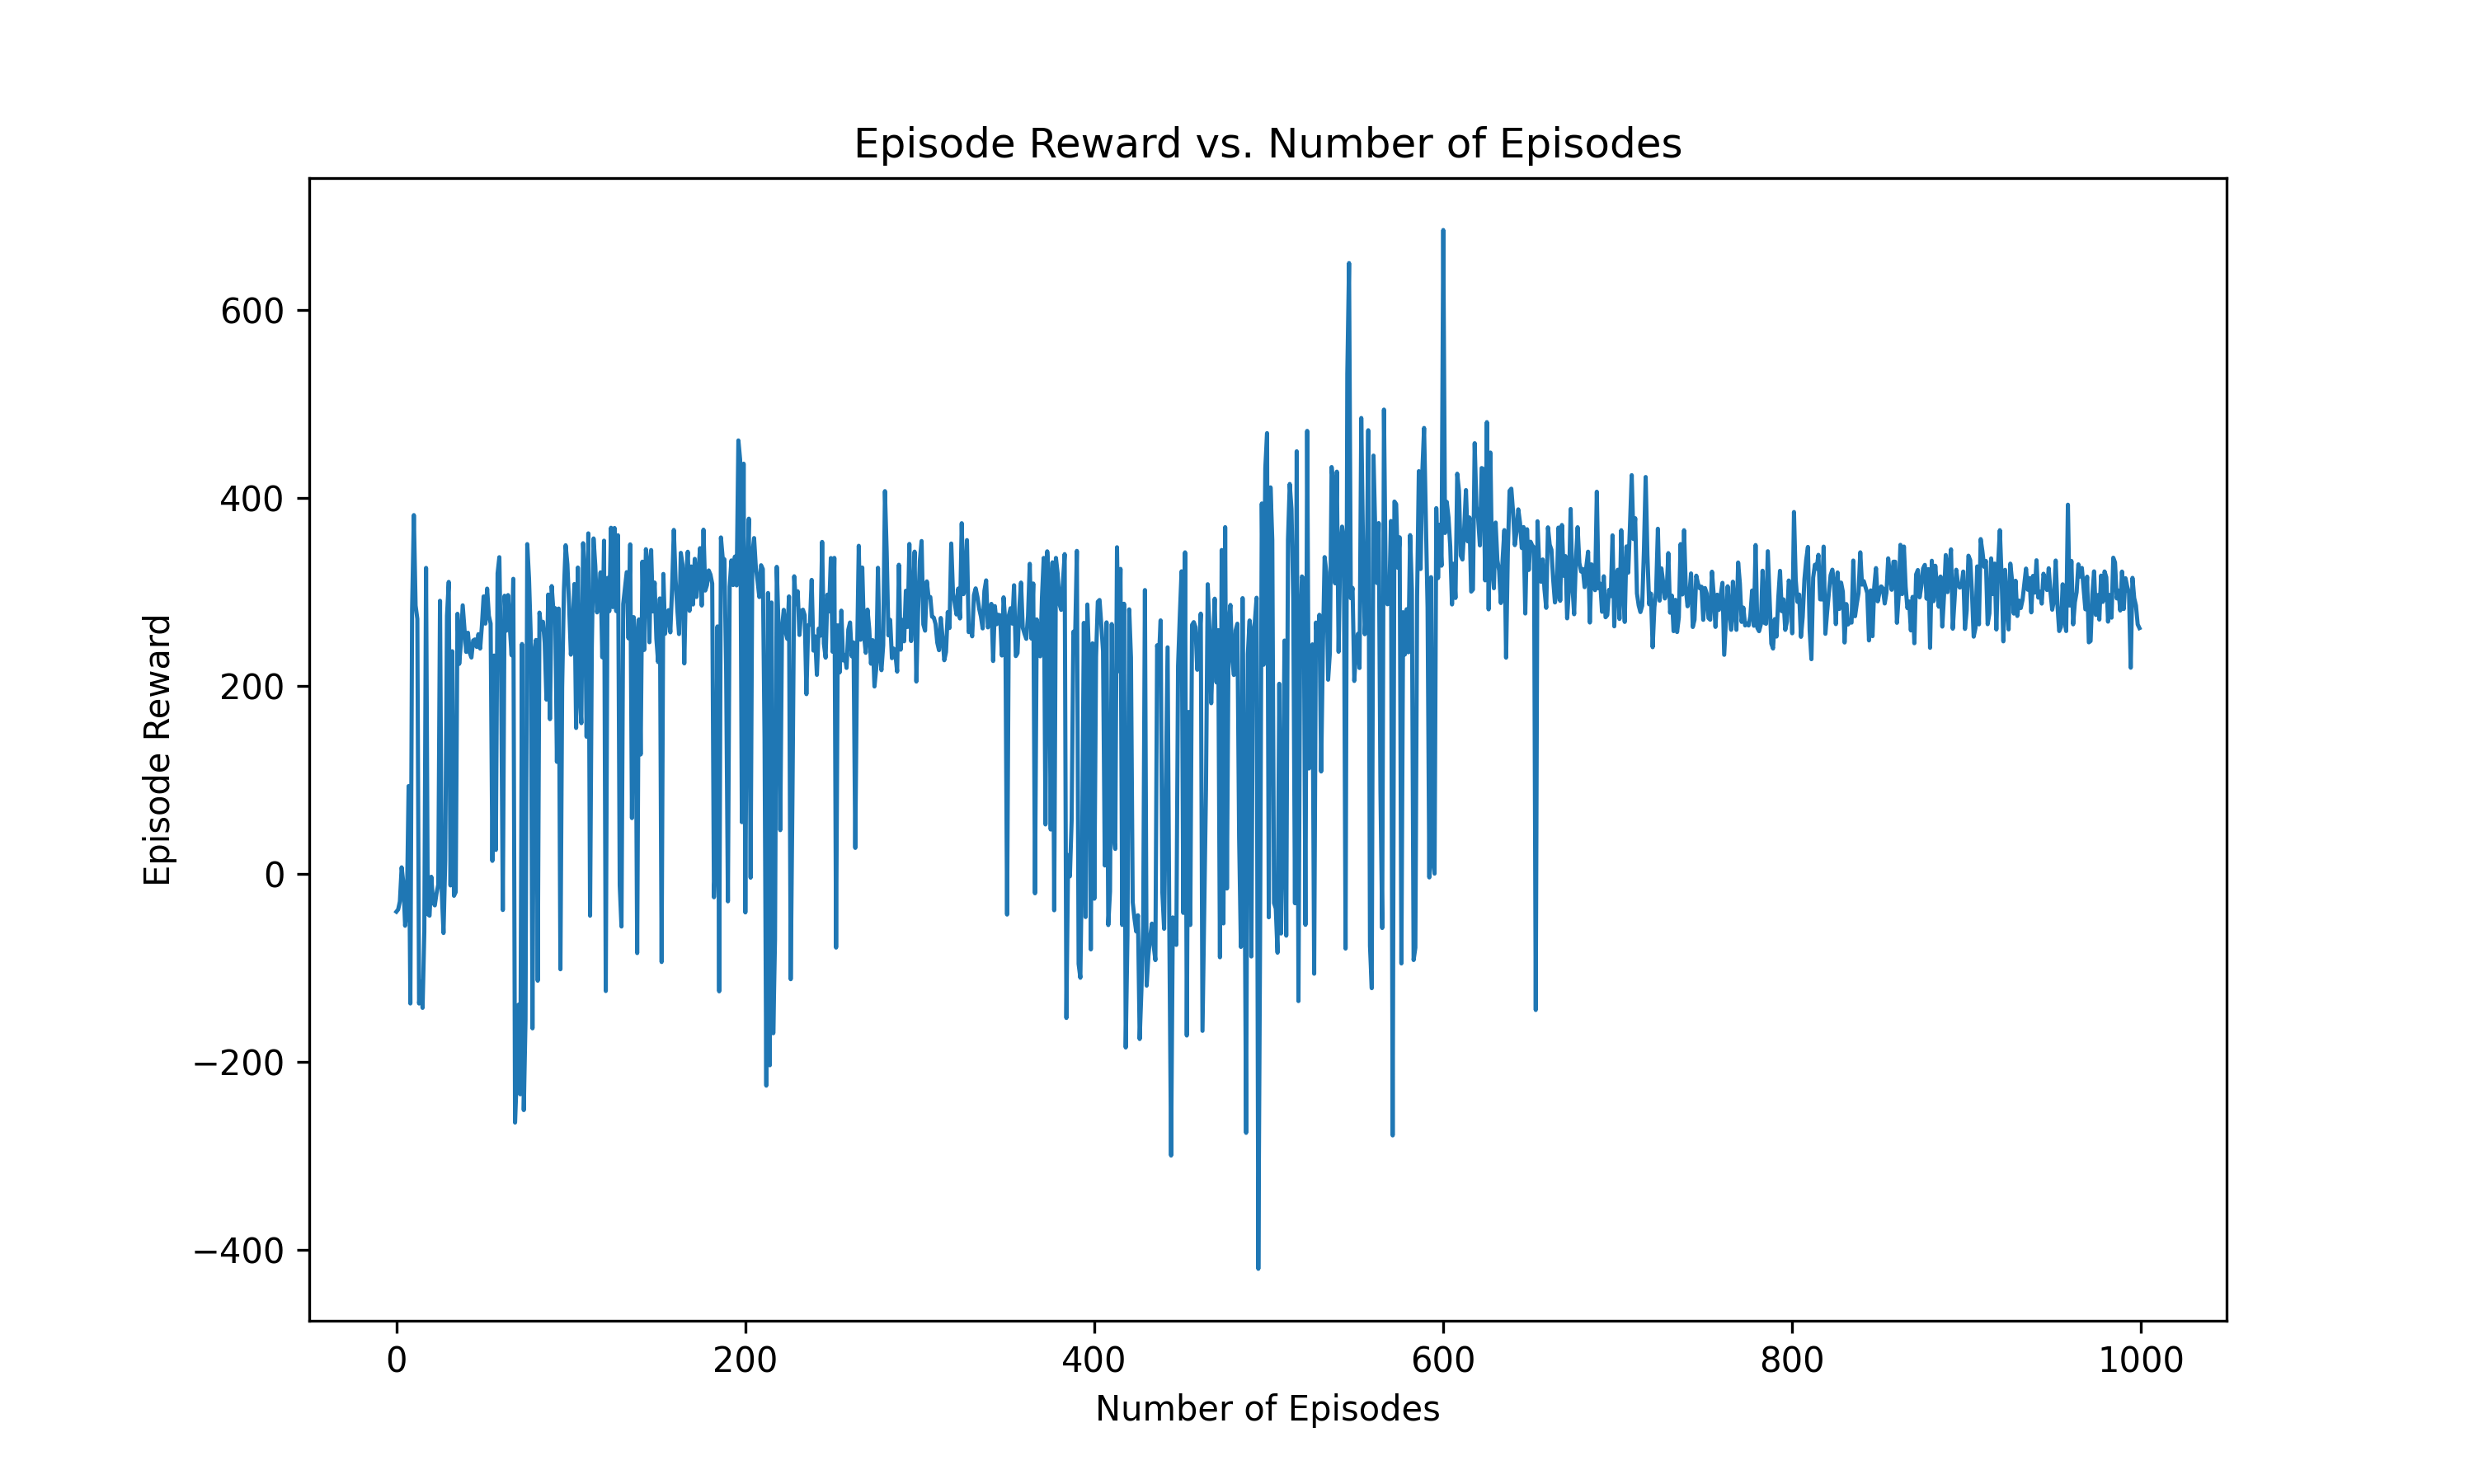 Episode Reward vs. Number of Episodes
Episode Reward
600
400
200
0
−200
−400
0 200 400 600 800 1000
Number of Episodes